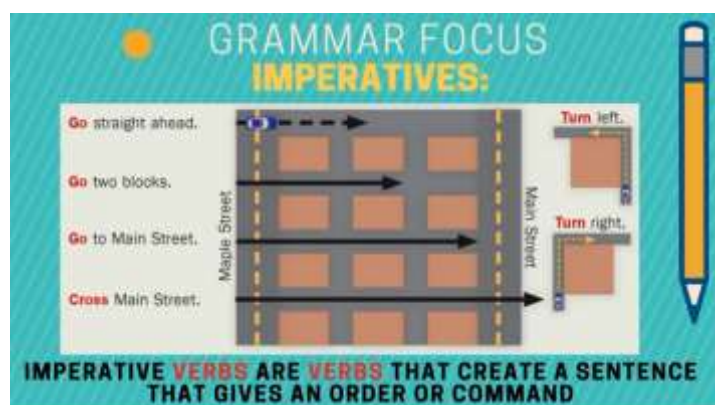 GRAMMAR FOCUS
IMPERATIVES:
Go straight ahead.
Go two blocks.
Go to Main Street.
Cross Main Street.
Maple Street
Main Street
Turn left.
Turn right.
IMPERATIVE VERBS ARE VERBS THAT CREATE A SENTENCE
THAT GIVES AN ORDER OR COMMAND